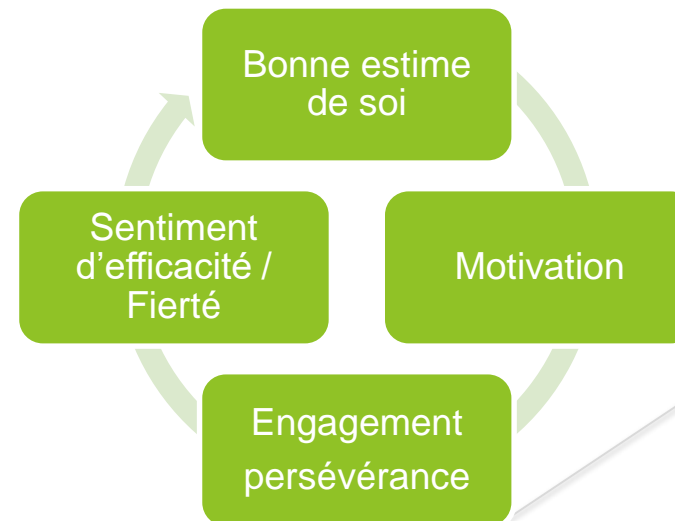 Bonne estime
de soi
Sentiment
d’efficacité /
Fierté
Motivation
Engagement
persévérance